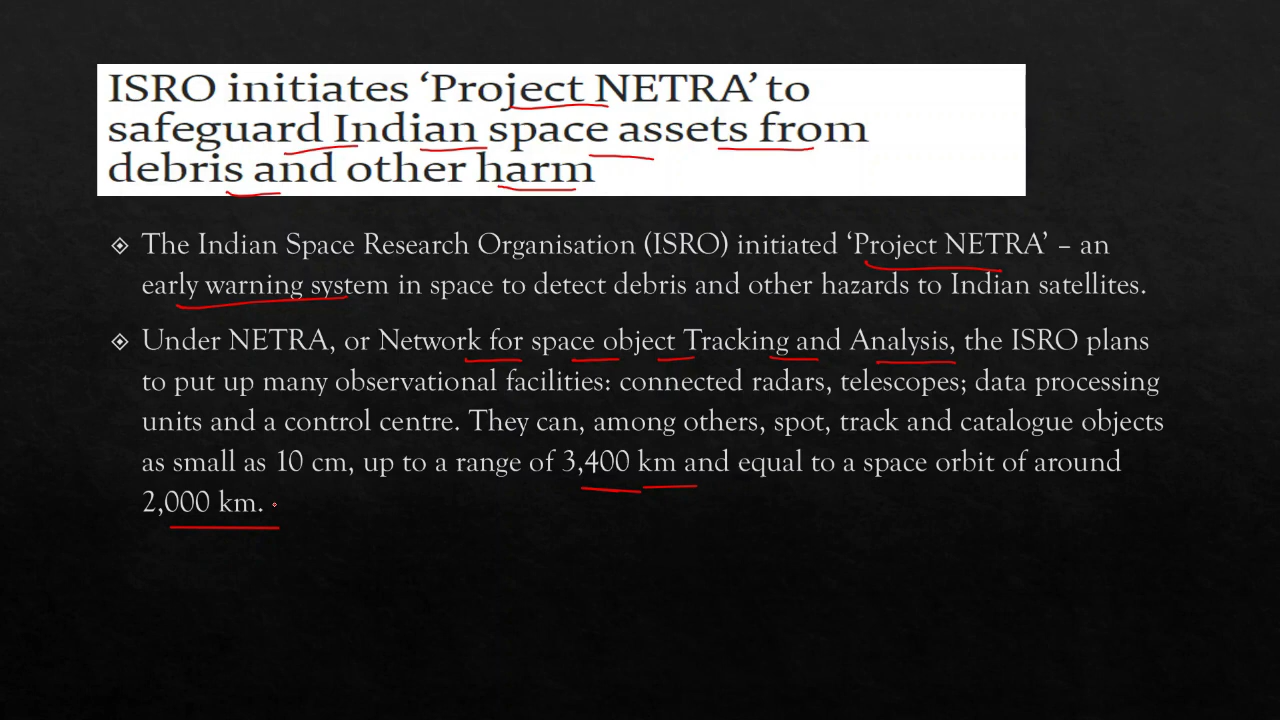 ISRO initiates ‘Project NETRA’ to
safeguard Indian space assets from
debris and other harm
The Indian Space Research Organisation (ISRO) initiated ‘Project NETRA’ – an
early warning system in space to detect debris and other hazards to Indian satellites.
Under NETRA, or Network for space object Tracking and Analysis, the ISRO plans
to put up many observational facilities: connected radars, telescopes; data processing
units and a control centre. They can, among others, spot, track and catalogue objects
as small as 10 cm, up to a range of 3,400 km and equal to a space orbit of around
2,000 km.